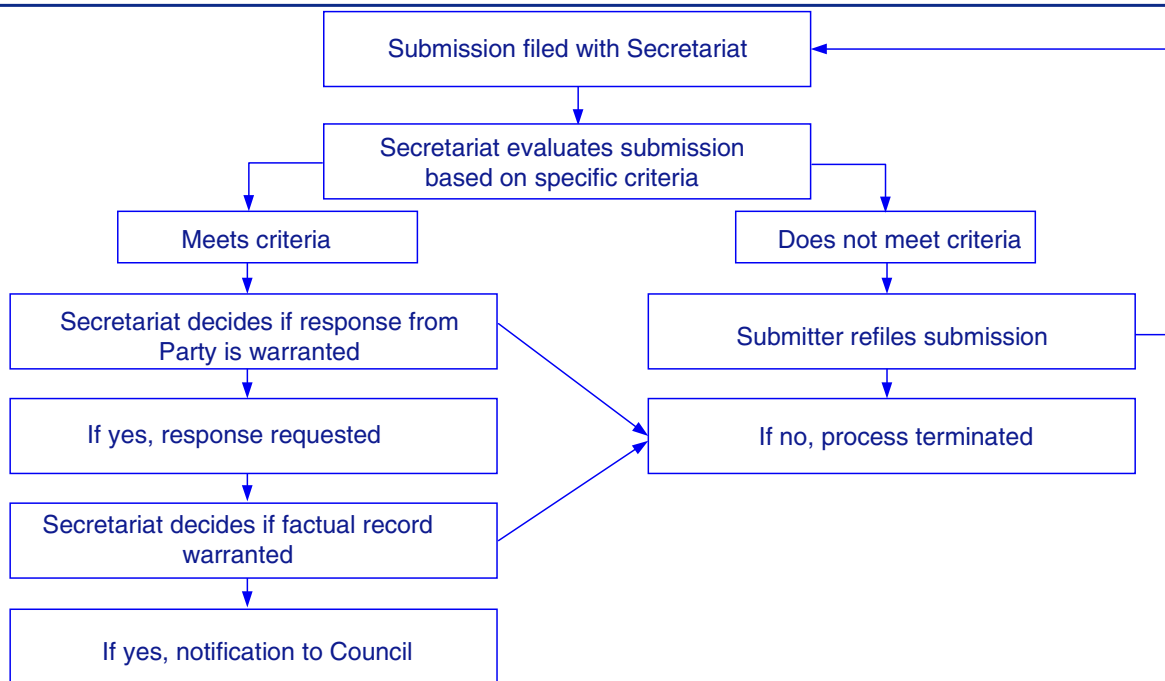 Submission filed with Secretariat
Secretariat evaluates submission
based on specific criteria
Meets criteria
Does not meet criteria
Secretariat decides if response from
Party is warranted
Submitter refiles submission
If yes, response requested
If no, process terminated
Secretariat decides if factual record
warranted
If yes, notification to Council